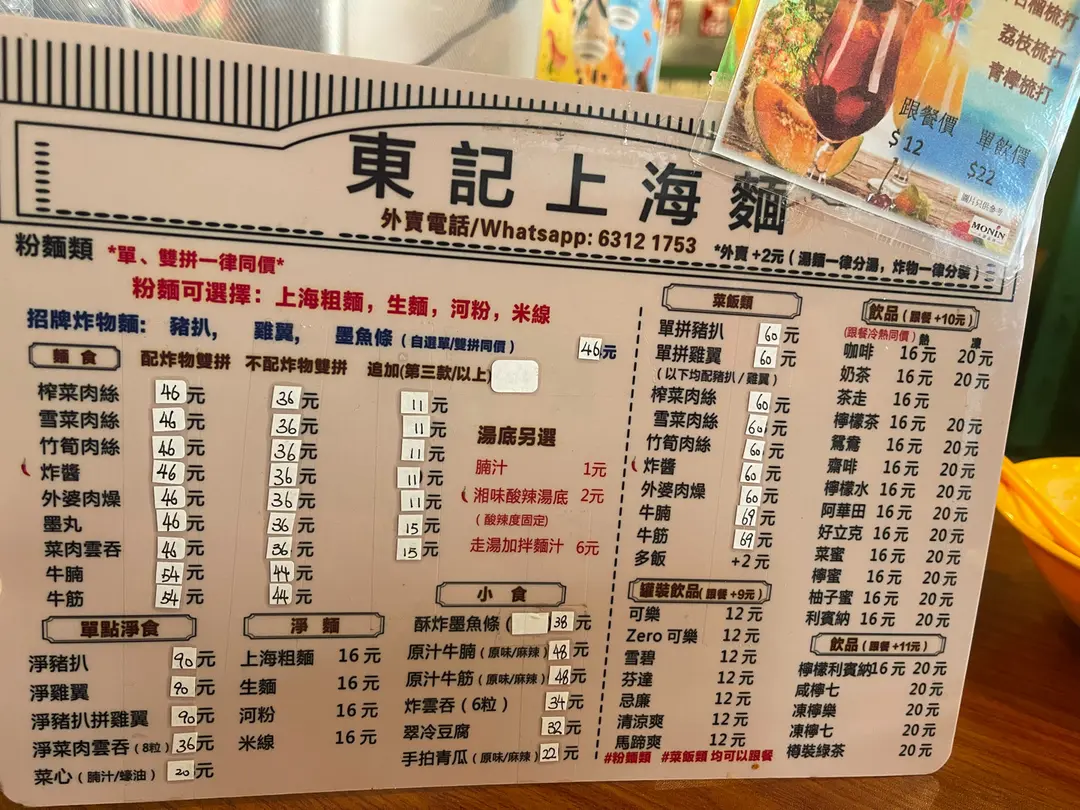 荔枝梳打
青檸梳打
跟餐價
$12
單飲價
$22
圖片只供參考
MONIN
東記上海麵
外賣電話/Whatsapp: 6312 1753
*外賣 +2元 ( 湯麵一律分湯，炸物一律分裝 )
粉麵類 *單、雙拼一律同價*
粉麵可選擇：上海粗麵，生麵，河粉，米線
招牌炸物麵： 豬扒， 雞翼， 墨魚條 ( 自選單/雙拼同價 ) 46元
麵食 配炸物雙拼 不配炸物雙拼 追加(第三款/以上)
榨菜肉絲 46元 36元 11元
雪菜肉絲 46元 36元 11元
竹筍肉絲 46元 36元 11元
炸醬 46元 36元 11元
外婆肉燥 46元 36元 11元
墨丸 46元 36元 15元
菜肉雲吞 46元 36元 15元
牛腩 54元 44元
牛筋 54元 44元
湯底另選
腩汁 1元
湘味酸辣湯底 2元
(酸辣度固定)
走湯加拌麵汁 6元
單點淨食
淨豬扒 90元
淨雞翼 90元
淨豬扒拼雞翼 90元
淨菜肉雲吞 (8粒) 36元
菜心 ( 腩汁/蠔油 ) 20元
淨麵
上海粗麵 16元
生麵 16元
河粉 16元
米線 16元
小食
酥炸墨魚條 ( 38元
原汁牛腩 ( 原味/麻辣 ) 48元
原汁牛筋 ( 原味/麻辣 ) 48元
炸雲吞 ( 6粒 ) 34元
翠冷豆腐 32元
手拍青瓜 ( 原味/麻辣 ) 22元
菜飯類
單拼豬扒 60元
單拼雞翼 60元
( 以下均配豬扒 / 雞翼 )
榨菜肉絲 60元
雪菜肉絲 60元
竹筍肉絲 60元
炸醬 60元
外婆肉燥 60元
牛腩 69元
牛筋 69元
多飯 +2元
罐裝飲品 ( 跟餐 +9元 )
可樂 12元
Zero 可樂 12元
雪碧 12元
芬達 12元
忌廉 12元
清涼爽 12元
馬蹄爽 12元
#粉麵類 #菜飯類 均可以跟餐
飲品 ( 跟餐 +10元 )
(跟餐冷熱同價) 熱 凍
咖啡 16元 20元
奶茶 16元 20元
茶走 16元
檸檬茶 16元 20元
鴛鴦 16元 20元
齋啡 16元 20元
檸檬水 16元 20元
阿華田 16元 20元
好立克 16元 20元
菜蜜 16元 20元
檸蜜 16元 20元
柚子蜜 16元 20元
利賓納 16元 20元
飲品 ( 跟餐 +11元 )
檸檬利賓納 16元 20元
咸檸七 20元
凍檸樂 20元
凍檸七 20元
樽裝綠茶 20元